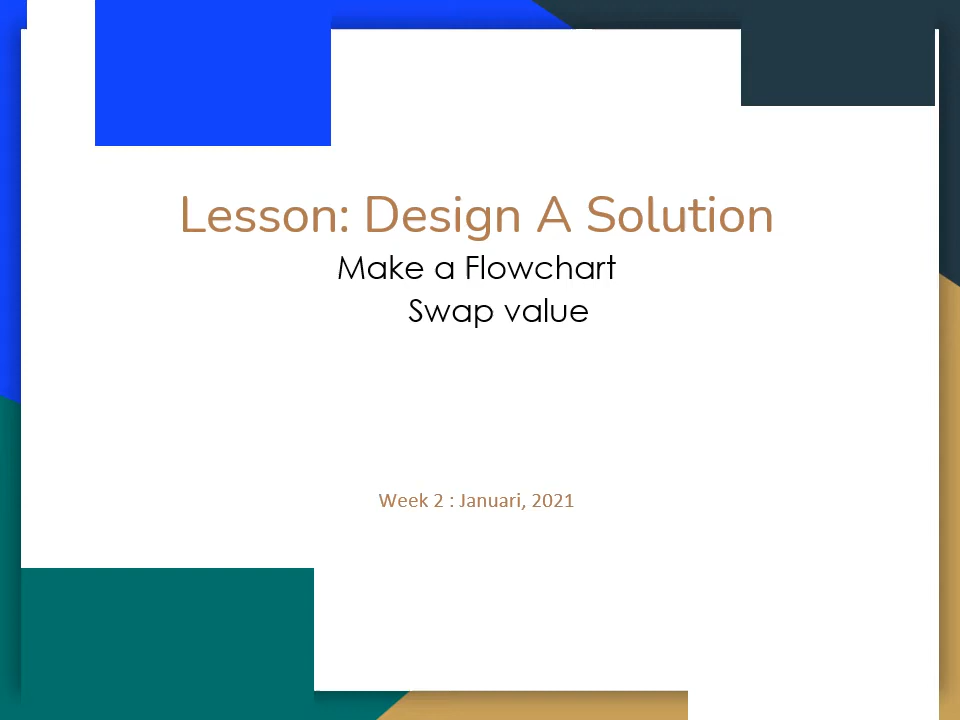 Lesson: Design A Solution
Make a Flowchart
Swap value
Week 2 : Januari, 2021